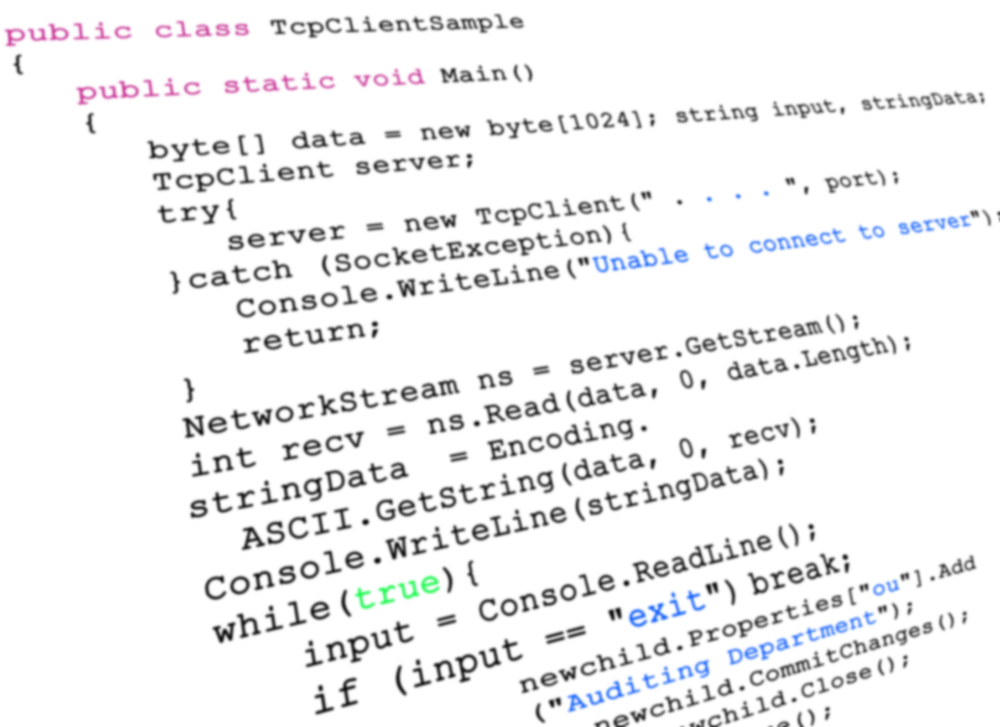 public class TcpClientSample
{
public static void Main()
{
byte[] data = new byte[1024]; string input, stringData;
TcpClient server;
try{
server = new TcpClient(" . . . . ", port);
}catch (SocketException){
Console.WriteLine("Unable to connect to server");
return;
}
NetworkStream ns = server.GetStream();
int recv = ns.Read(data, 0, data.Length);
stringData = Encoding.
ASCII.GetString(data, 0, recv);
Console.WriteLine(stringData);
while(true){
input = Console.ReadLine();
if (input == "exit") break;
newchild.Properties["ou"].Add
("Auditing Department");
newchild.CommitChanges();
wchild.Close();